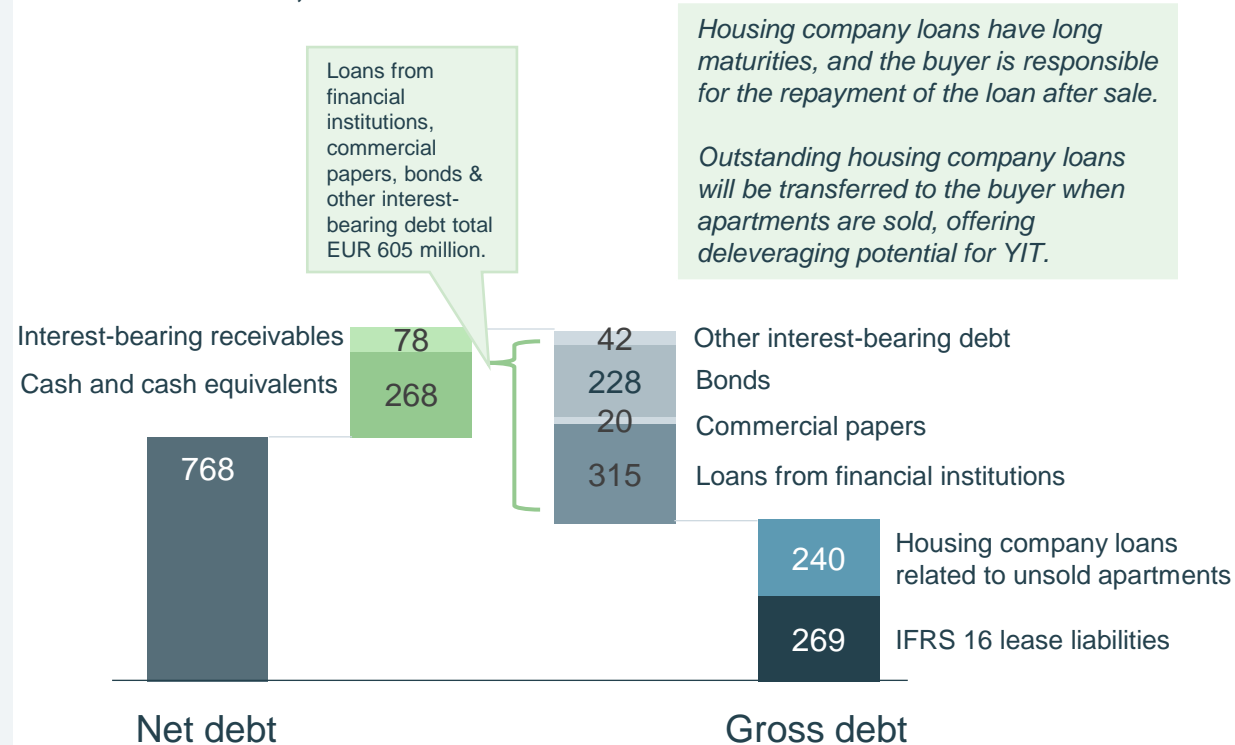 Housing company loans have long
maturities, and the buyer is responsible
for the repayment of the loan after sale.
Outstanding housing company loans
will be transferred to the buyer when
apartments are sold, offering
deleveraging potential for YIT.
Loans from
financial
institutions,
commercial
papers, bonds &
other interest-
bearing debt total
EUR 605 million.
Interest-bearing receivables
78
42
Other interest-bearing debt
Cash and cash equivalents
268
228
Bonds
20
Commercial papers
768
315
Loans from financial institutions
240
Housing company loans
related to unsold apartments
269
IFRS 16 lease liabilities
Net debt
Gross debt